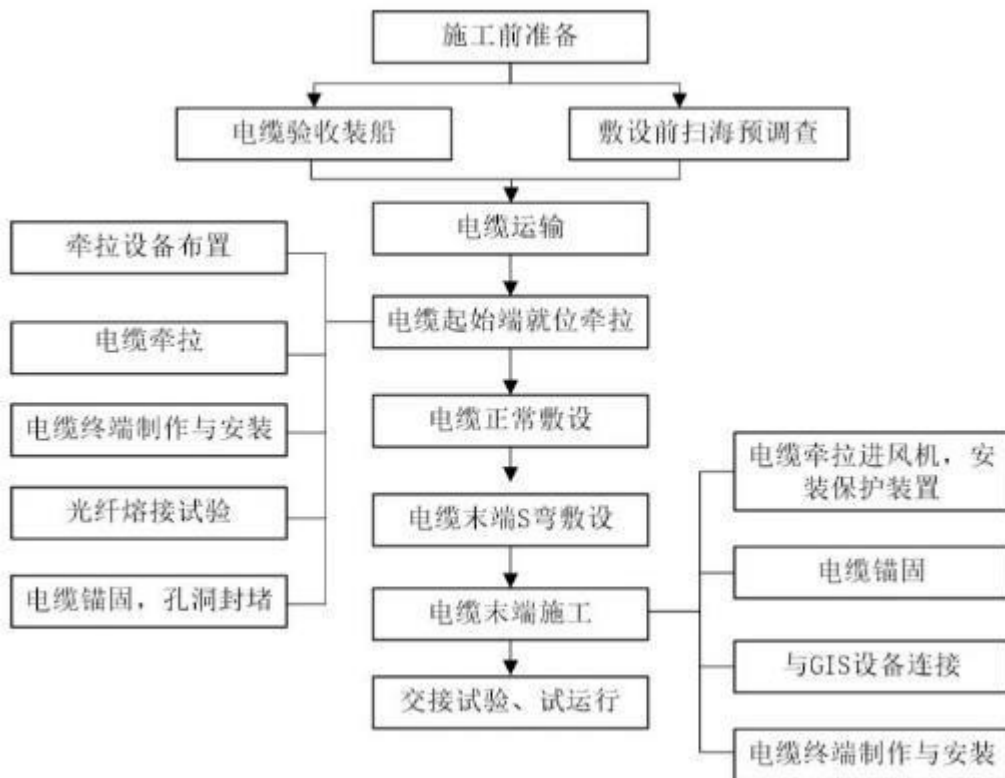 施工前准备
电缆验收装船
敷设前扫海预调查
电缆运输
牵拉设备布置
电缆起始端就位牵拉
电缆牵拉
电缆正常敷设
电缆终端制作与安装
电缆牵拉进风机，安
装保护装置
光纤熔接试验
电缆末端S弯敷设
电缆锚固
电缆锚固，孔洞封堵
电缆末端施工
与GIS设备连接
交接试验、试运行
电缆终端制作与安装